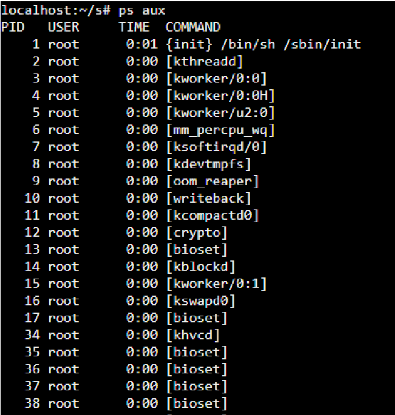 localhost:~/s# ps aux
PID   USER     TIME  COMMAND
    1 root      0:01 {init} /bin/sh /sbin/init
    2 root      0:00 [kthreadd]
    3 root      0:00 [kworker/0:0]
    4 root      0:00 [kworker/0:0H]
    5 root      0:00 [kworker/u2:0]
    6 root      0:00 [mm_percpu_wq]
    7 root      0:00 [ksoftirqd/0]
    8 root      0:00 [kdevtmpfs]
    9 root      0:00 [oom_reaper]
   10 root      0:00 [writeback]
   11 root      0:00 [kcompactd0]
   12 root      0:00 [crypto]
   13 root      0:00 [bioset]
   14 root      0:00 [kblockd]
   15 root      0:00 [kworker/0:1]
   16 root      0:00 [kswapd0]
   17 root      0:00 [bioset]
   34 root      0:00 [khvcd]
   35 root      0:00 [bioset]
   36 root      0:00 [bioset]
   37 root      0:00 [bioset]
   38 root      0:00 [bioset]